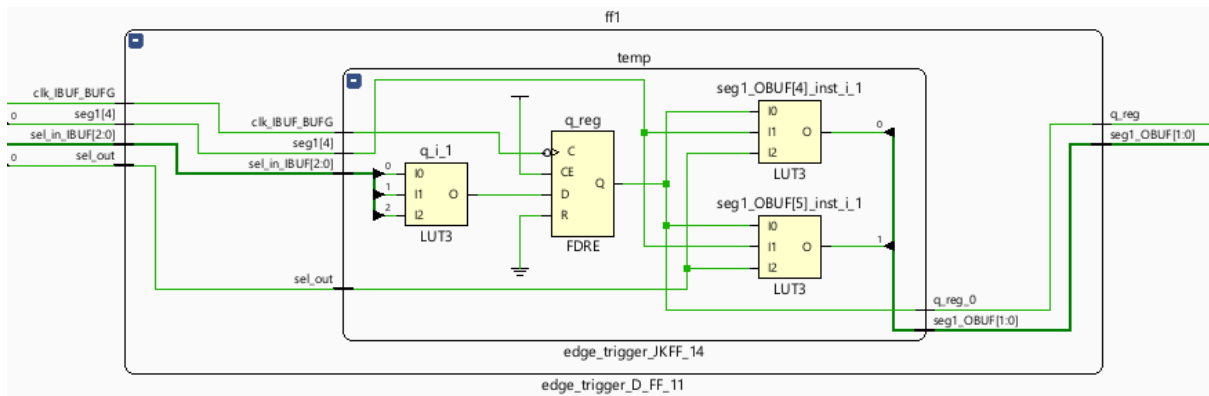 ff1
temp
clk_IBUF_BUFG
0 seg1[4]
sel_in_IBUF[2:0]
0 sel_out
clk_IBUF_BUFG
seg1[4]
sel_in_IBUF[2:0]
sel_out
q_i_1
0 I0
1 I1 O
2 I2
LUT3
q_reg
C
CE
D
R
Q
FDRE
seg1_OBUF[4]_inst_i_1
I0
I1 O 0
I2
LUT3
seg1_OBUF[5]_inst_i_1
I0
I1 O 1
I2
LUT3
q_reg_0
seg1_OBUF[1:0]
q_reg
seg1_OBUF[1:0]
edge_trigger_JKFF_14
edge_trigger_D_FF_11